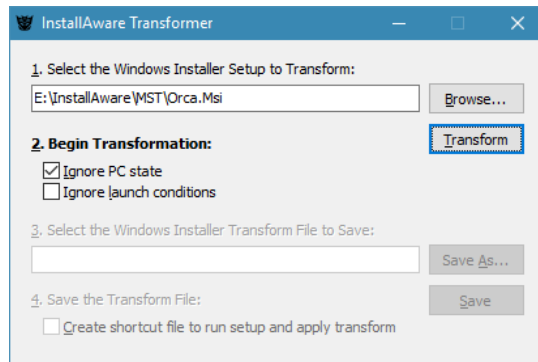 InstallAware Transformer
1. Select the Windows Installer Setup to Transform:
E:\InstallAware\MST\Orca.Msi
Browse...
2. Begin Transformation:
Transform
Ignore PC state
Ignore launch conditions
3. Select the Windows Installer Transform File to Save:
Save As...
4. Save the Transform File:
Save
Create shortcut file to run setup and apply transform